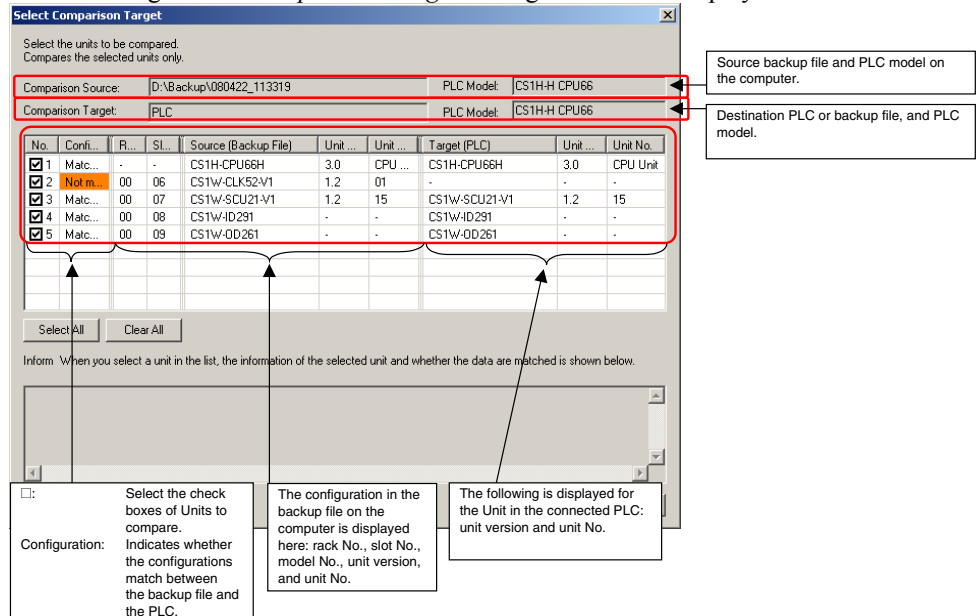 Select Comparison Target
Select the units to be compared.
Compares the selected units only.
Comparison Source: D:\Backup\080422_113319 PLC Model: CS1H-H CPU66
Comparison Target: PLC PLC Model: CS1H-H CPU66
Source backup file and PLC model on
the computer.
Destination PLC or backup file, and PLC
model.
No. Confi... R... Sl... Source (Backup File) Unit ... Unit ... Target (PLC) Unit ... Unit No.
1 Matc... - - CS1H-CPU66H 3.0 CPU ... CS1H-CPU66H 3.0 CPU Unit
2 Not m... 00 06 CS1W-CLK52-V1 1.2 01 - - -
3 Matc... 00 07 CS1W-SCU21-V1 1.2 15 CS1W-SCU21-V1 1.2 15
4 Matc... 00 08 CS1W-ID291 - - CS1W-ID291 - -
5 Matc... 00 09 CS1W-OD261 - - CS1W-OD261 - -
Select All Clear All
Inform When you select a unit in the list, the information of the selected unit and whether the data are matched is shown below.
□: Select the check
boxes of Units to
compare.
Configuration: Indicates whether
the configurations
match between
the backup file and
the PLC.
The configuration in the
backup file on the
computer is displayed
here: rack No., slot No.,
model No., unit version,
and unit No.
The following is displayed for
the Unit in the connected PLC:
unit version and unit No.